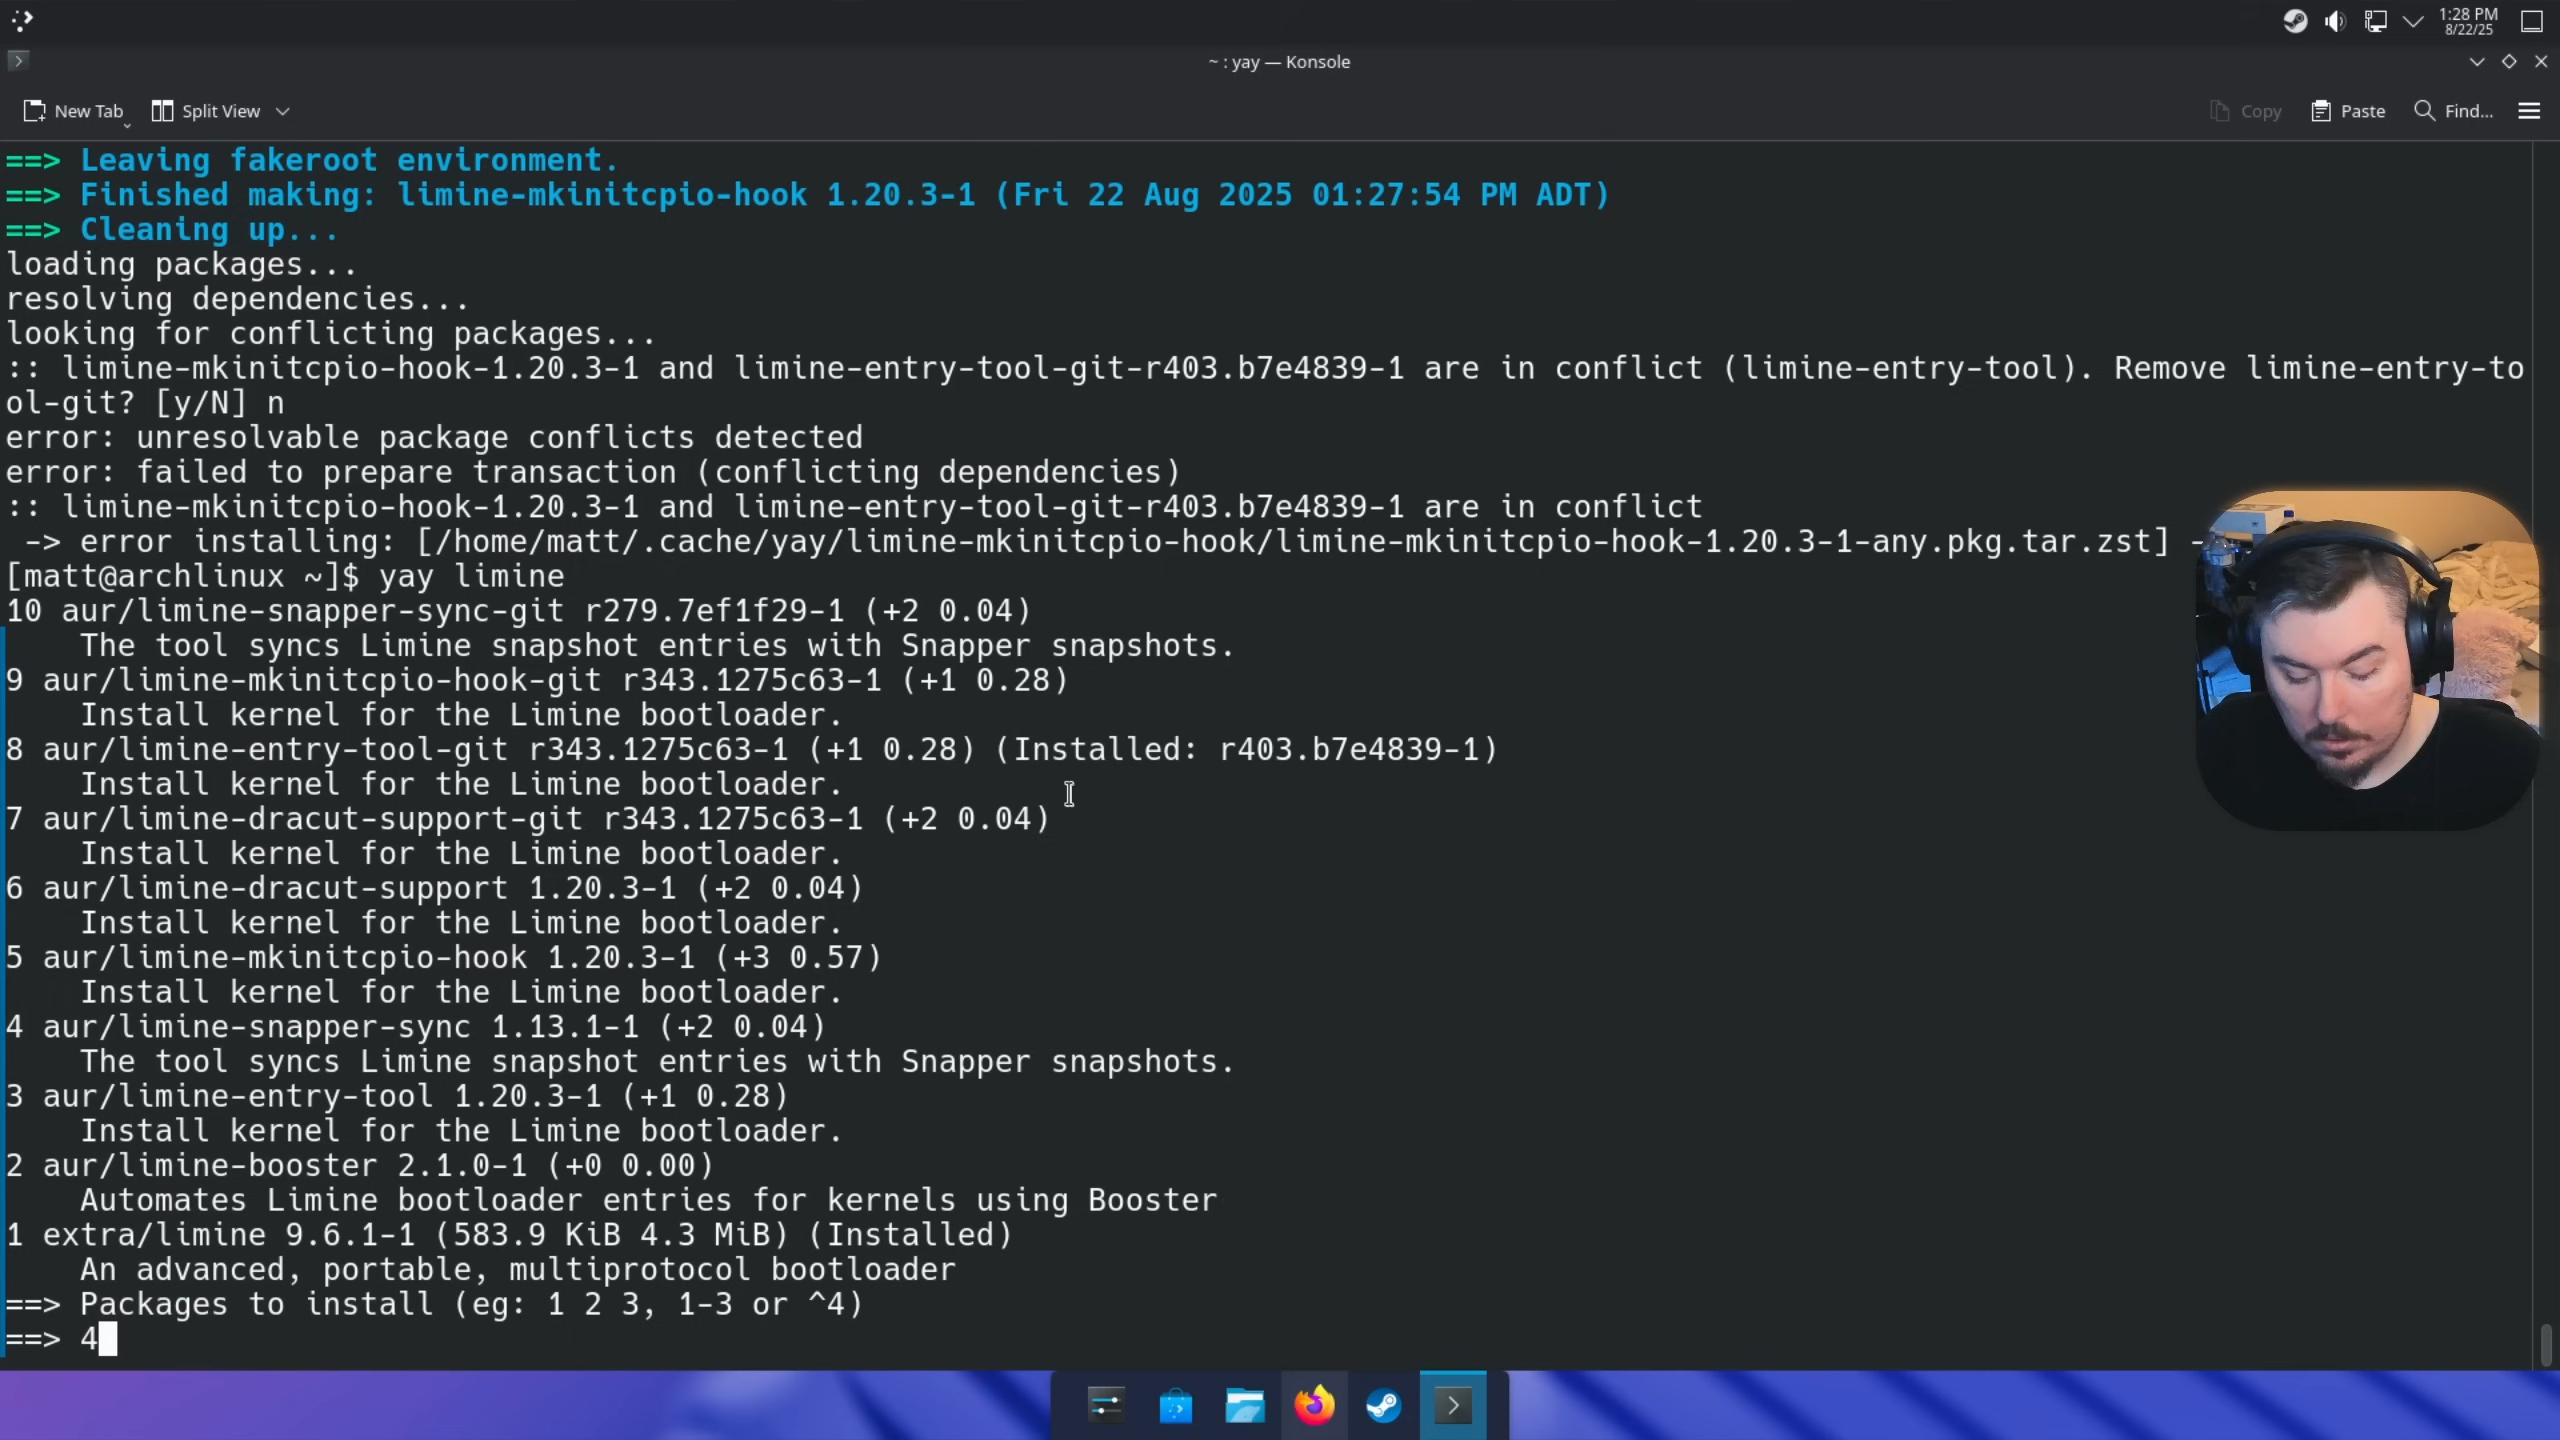 1:28 PM
8/22/25
~ : yay — Konsole
New Tab
Split View
Copy
Paste
Find...
==> Leaving fakeroot environment.
==> Finished making: limine-mkinitcpio-hook 1.20.3-1 (Fri 22 Aug 2025 01:27:54 PM ADT)
==> Cleaning up...
loading packages...
resolving dependencies...
looking for conflicting packages...
:: limine-mkinitcpio-hook-1.20.3-1 and limine-entry-tool-git-r403.b7e4839-1 are in conflict (limine-entry-tool). Remove limine-entry-to
ol-git? [y/N] n
error: unresolvable package conflicts detected
error: failed to prepare transaction (conflicting dependencies)
:: limine-mkinitcpio-hook-1.20.3-1 and limine-entry-tool-git-r403.b7e4839-1 are in conflict
 -> error installing: [/home/matt/.cache/yay/limine-mkinitcpio-hook/limine-mkinitcpio-hook-1.20.3-1-any.pkg.tar.zst] -
[matt@archlinux ~]$ yay limine
10 aur/limine-snapper-sync-git r279.7ef1f29-1 (+2 0.04)
    The tool syncs Limine snapshot entries with Snapper snapshots.
9 aur/limine-mkinitcpio-hook-git r343.1275c63-1 (+1 0.28)
    Install kernel for the Limine bootloader.
8 aur/limine-entry-tool-git r343.1275c63-1 (+1 0.28) (Installed: r403.b7e4839-1)
    Install kernel for the Limine bootloader.
7 aur/limine-dracut-support-git r343.1275c63-1 (+2 0.04)
    Install kernel for the Limine bootloader.
6 aur/limine-dracut-support 1.20.3-1 (+2 0.04)
    Install kernel for the Limine bootloader.
5 aur/limine-mkinitcpio-hook 1.20.3-1 (+3 0.57)
    Install kernel for the Limine bootloader.
4 aur/limine-snapper-sync 1.13.1-1 (+2 0.04)
    The tool syncs Limine snapshot entries with Snapper snapshots.
3 aur/limine-entry-tool 1.20.3-1 (+1 0.28)
    Install kernel for the Limine bootloader.
2 aur/limine-booster 2.1.0-1 (+0 0.00)
    Automates Limine bootloader entries for kernels using Booster
1 extra/limine 9.6.1-1 (583.9 KiB 4.3 MiB) (Installed)
    An advanced, portable, multiprotocol bootloader
==> Packages to install (eg: 1 2 3, 1-3 or ^4)
==> 4